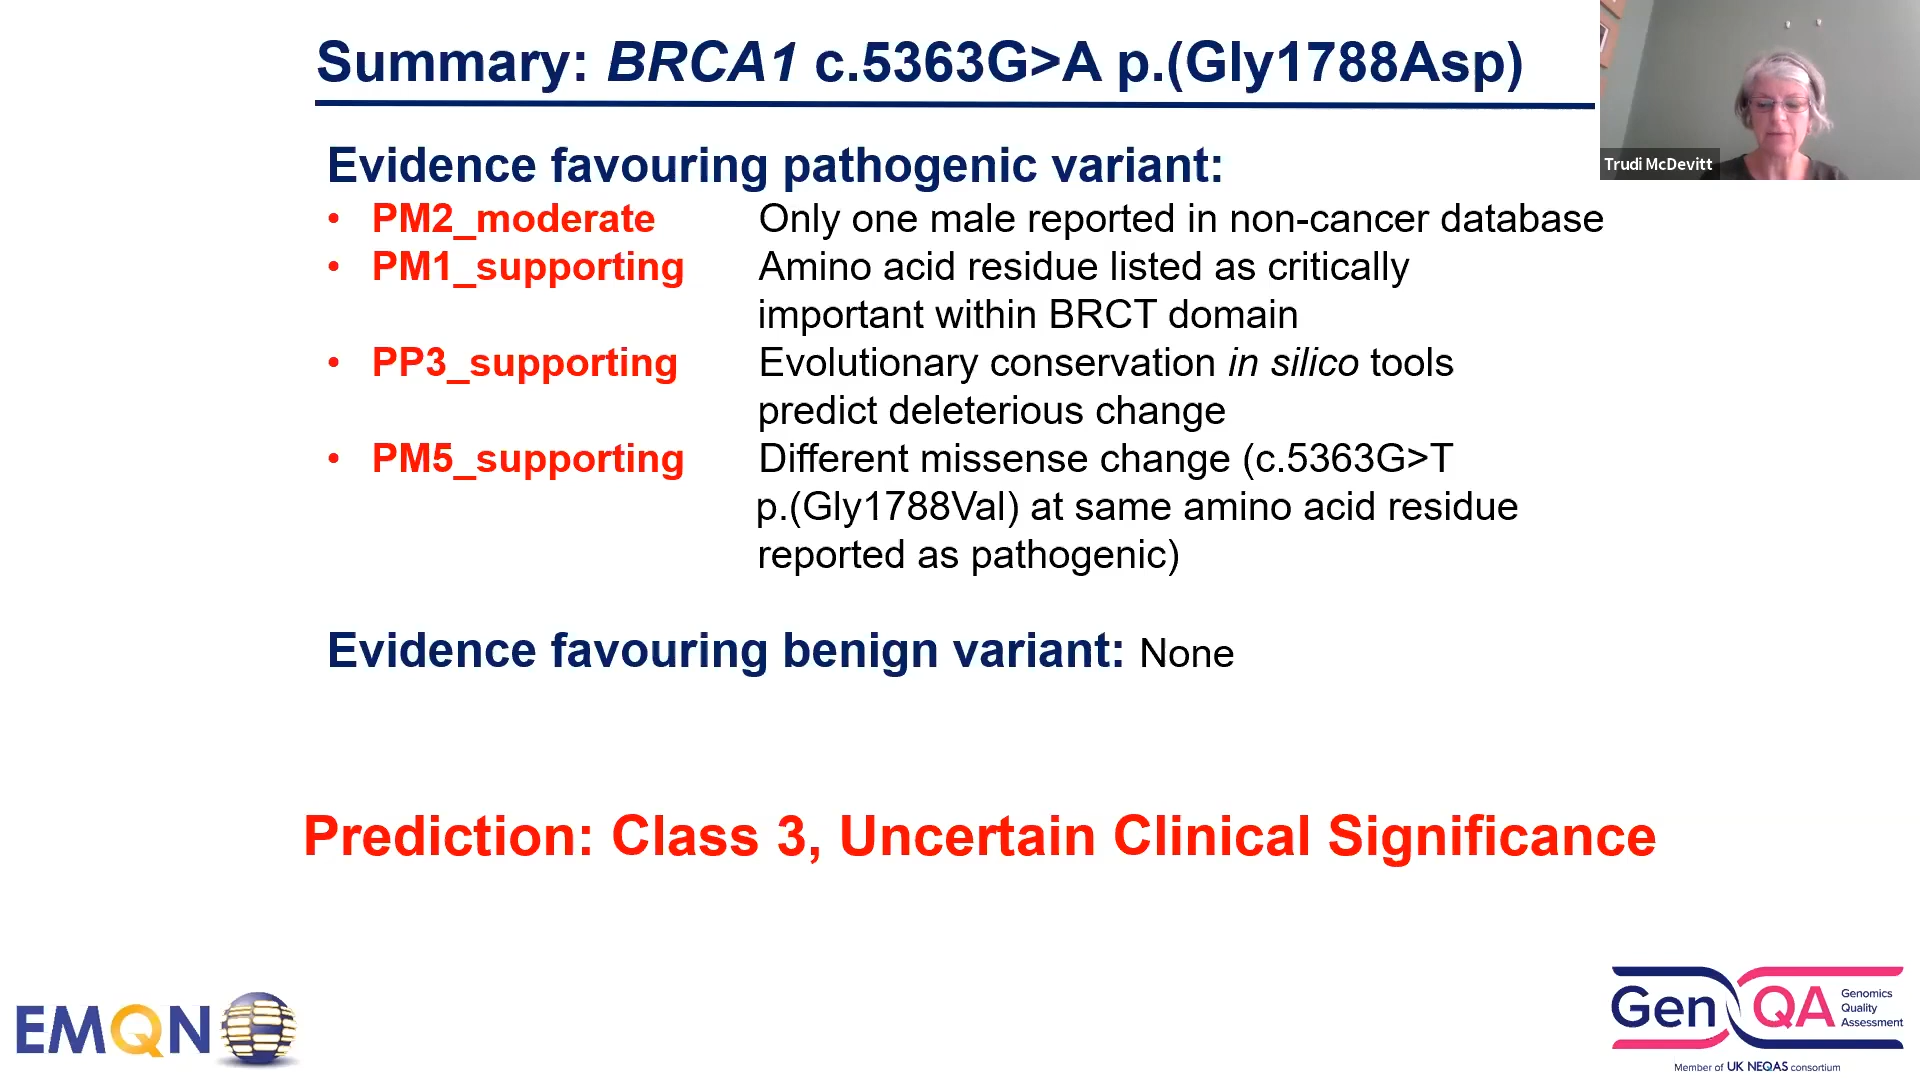 Summary: BRCA1 c.5363G>A p.(Gly1788Asp)
Trudi McDevitt
Evidence favouring pathogenic variant:
• PM2_moderate Only one male reported in non-cancer database
• PM1_supporting Amino acid residue listed as critically
important within BRCT domain
• PP3_supporting Evolutionary conservation in silico tools
predict deleterious change
• PM5_supporting Different missense change (c.5363G>T
p.(Gly1788Val) at same amino acid residue
reported as pathogenic)
Evidence favouring benign variant: None
Prediction: Class 3, Uncertain Clinical Significance
EMQN
GenQA
Genomics
Quality
Assessment
Member of UK NEQAS consortium